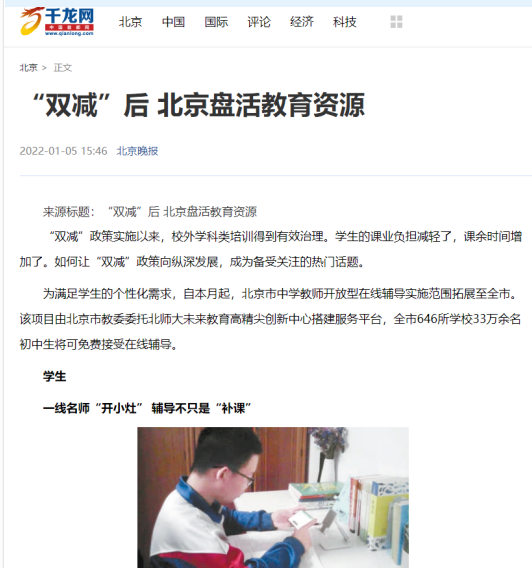 千龙网
中国首都网
www.qianlong.com
北京 中国 国际 评论 经济 科技
北京 > 正文
“双减”后 北京盘活教育资源
2022-01-05 15:46 北京晚报
来源标题：“双减”后 北京盘活教育资源
“双减”政策实施以来，校外学科类培训得到有效治理。学生的课业负担减轻了，课余时间增
加了。如何让“双减”政策向纵深发展，成为备受关注的热门话题。
为满足学生的个性化需求，自本月起，北京市中学教师开放型在线辅导实施范围拓展至全市。
该项目由北京市教委委托北师大未来教育高精尖创新中心搭建服务平台，全市646所学校33万余名
初中生将可免费接受在线辅导。
学生
一线名师“开小灶” 辅导不只是“补课”